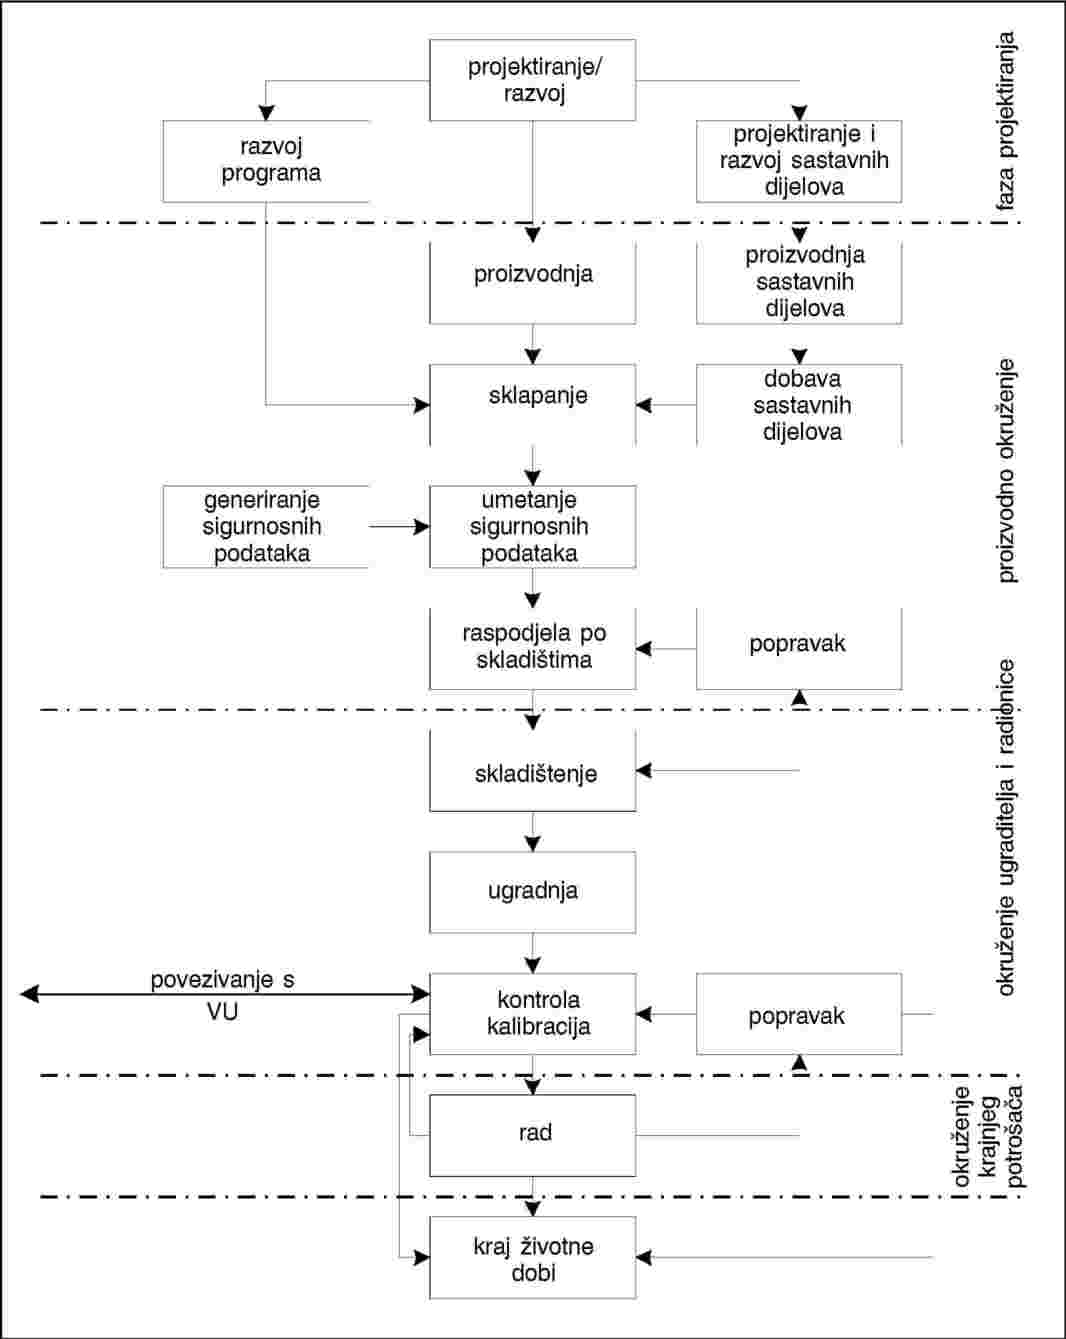 projektiranje/
razvoj
razvoj
programa
projektiranje i
razvoj sastavnih
dijelova
faza projektiranja
proizvodnja
proizvodnja
sastavnih
dijelova
sklapanje
dobava
sastavnih
dijelova
proizvodno okruženje
generiranje
sigurnosnih
podataka
umetanje
sigurnosnih
podataka
raspodjela po
skladištima
popravak
skladištenje
okruženje ugraditelja i radionice
ugradnja
povezivanje s
VU
kontrola
kalibracija
popravak
rad
okruženje
krajnjeg
potrošača
kraj životne
dobi